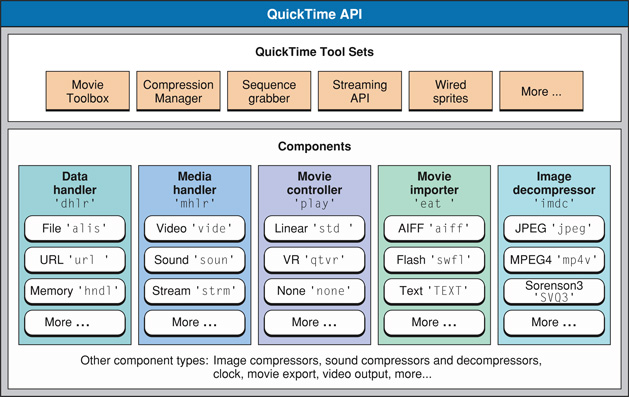 QuickTime API
QuickTime Tool Sets
Movie
Toolbox
Compression
Manager
Sequence
grabber
Streaming
API
Wired
sprites
More ...
Components
Data
handler
'dhlr'
File 'alis'
URL 'url '
Memory 'hndl'
More ...
Media
handler
'mhlr'
Video 'vide'
Sound 'soun'
Stream 'strm'
More ...
Movie
controller
'play'
Linear 'std '
VR 'qtvr'
None 'none'
More ...
Movie
importer
'eat '
AIFF 'aiff'
Flash 'swfl'
Text 'TEXT'
More ...
Image
decompressor
'imdc'
JPEG 'jpeg'
MPEG4 'mp4v'
Sorenson3
'SVQ3'
More ...
Other component types: Image compressors, sound compressors and decompressors,
clock, movie export, video output, more...